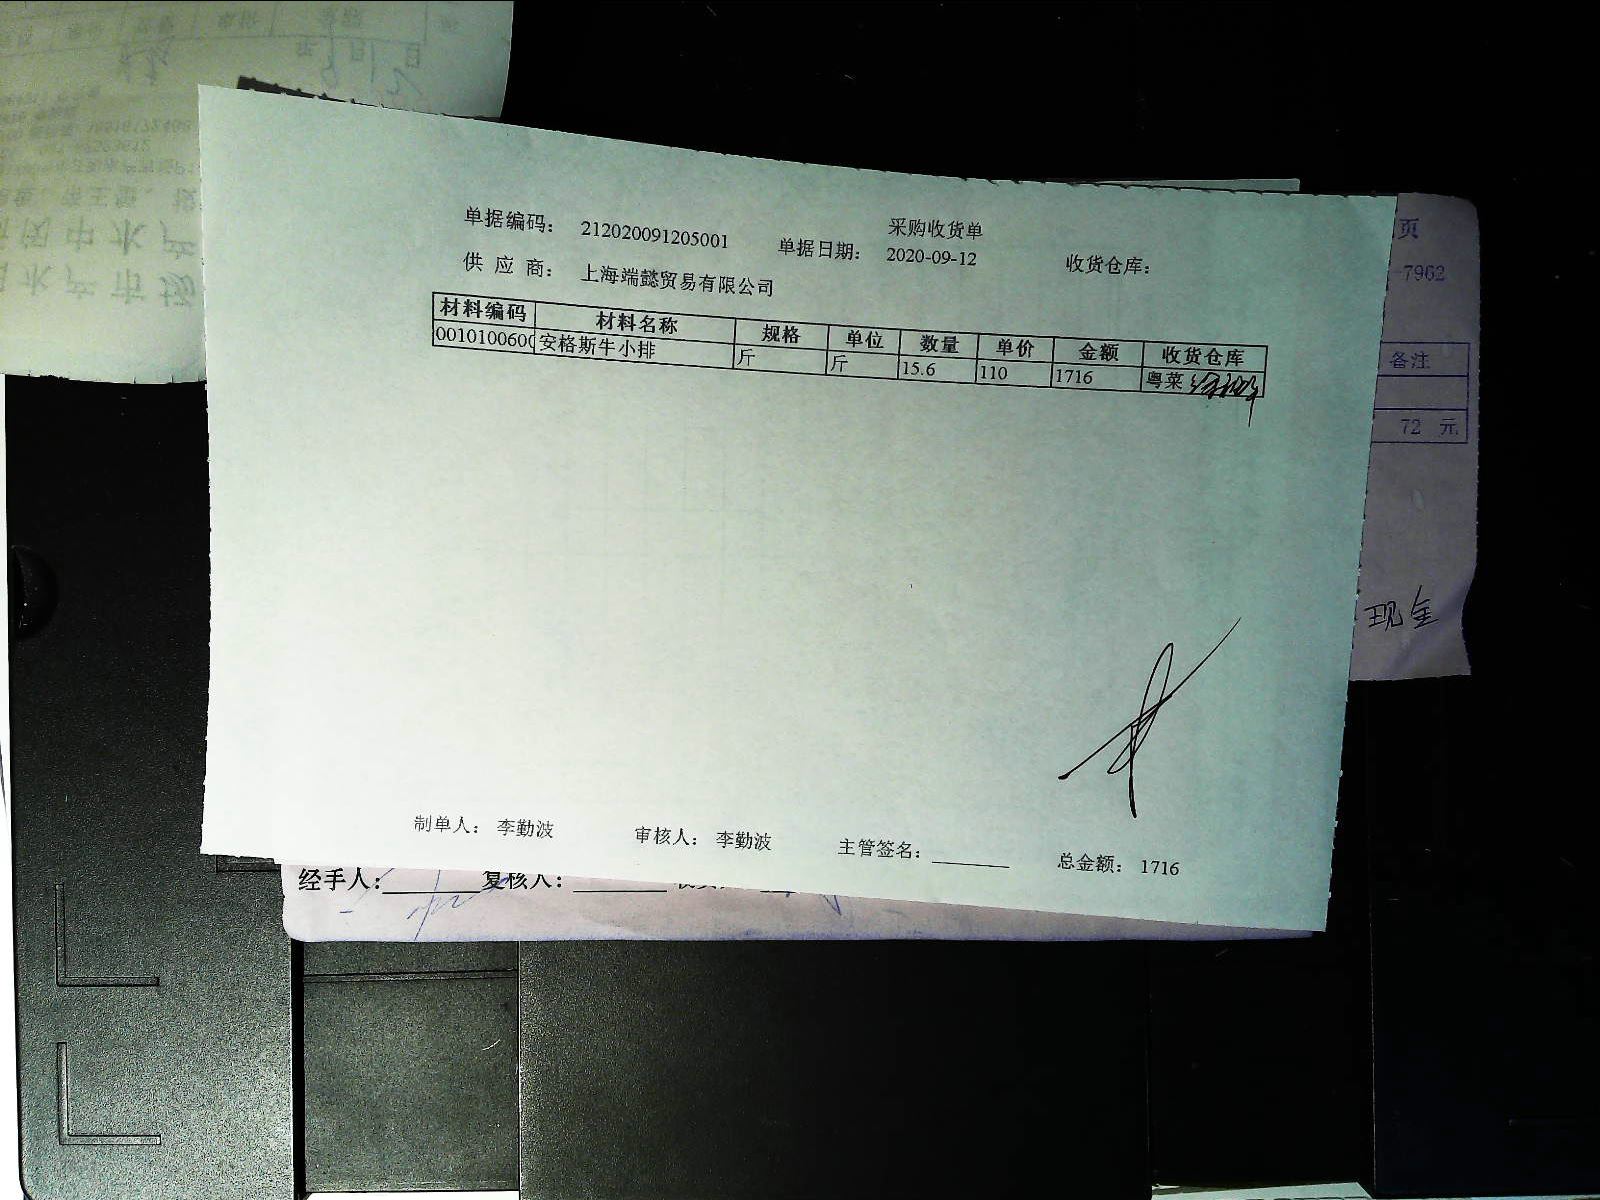 采购收货单
单据编码: 212020091205001 单据日期: 2020-09-12 收货仓库:
供 应 商: 上海端懿贸易有限公司
材料编码 材料名称 规格 单位 数量 单价 金额 收货仓库
0010100600 安格斯牛小排 斤 斤 15.6 110 1716 粤菜
制单人: 李勤波 审核人: 李勤波 主管签名: 总金额: 1716
页
-7962
备注
72 元
现金
经手人: 复核人: